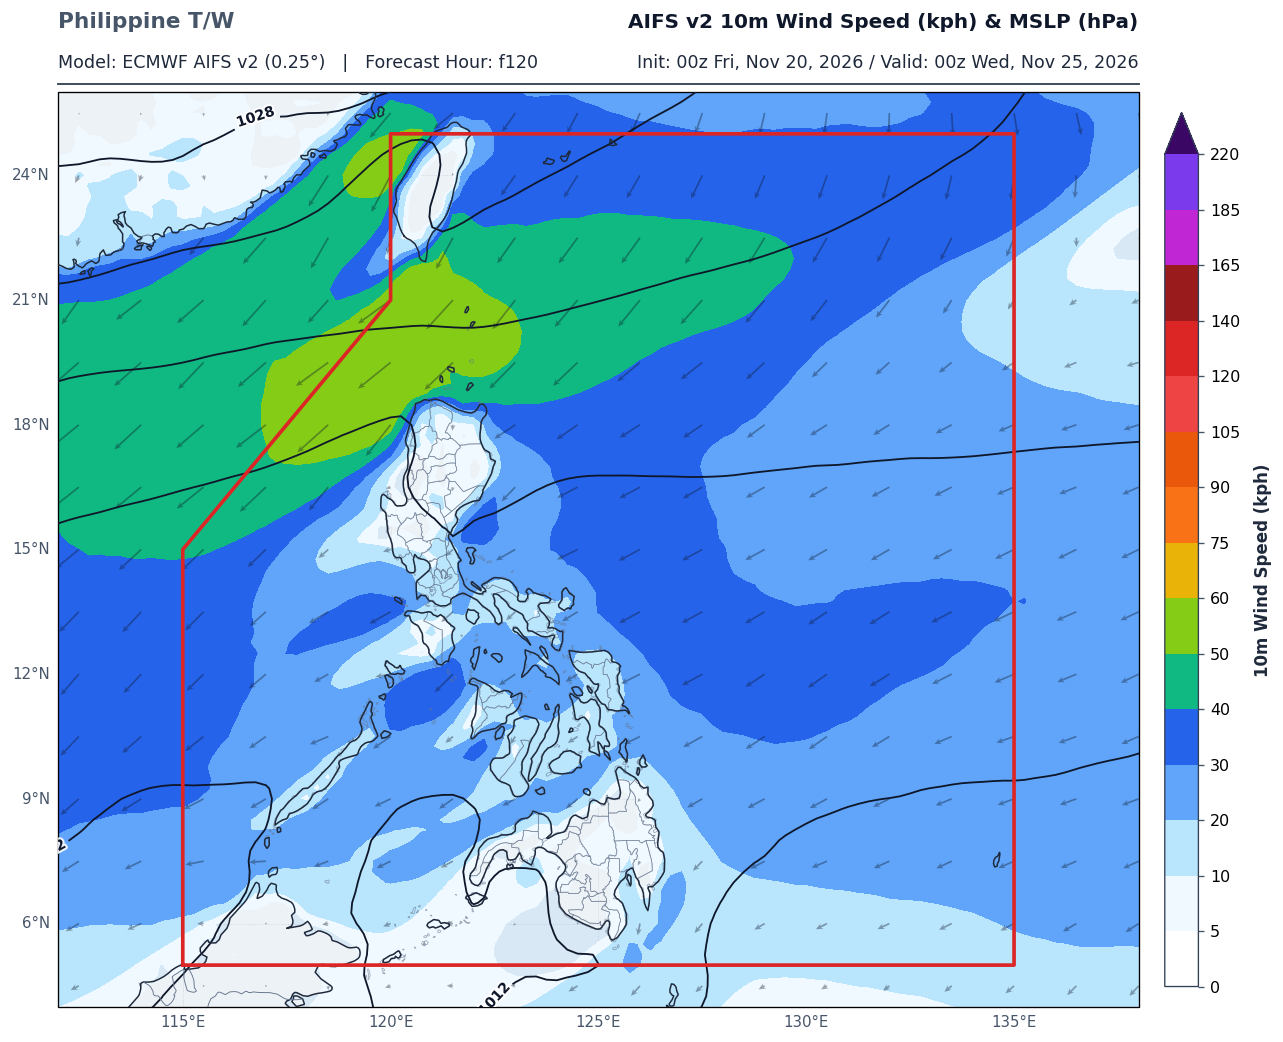 Philippine T/W
AIFS v2 10m Wind Speed (kph) & MSLP (hPa)
Model: ECMWF AIFS v2 (0.25°) | Forecast Hour: f120
Init: 00z Fri, Nov 20, 2026 / Valid: 00z Wed, Nov 25, 2026
1028
24°N
21°N
18°N
15°N
12°N
9°N
6°N
2
1012
115°E
120°E
125°E
130°E
135°E
220
185
165
140
120
105
90
75
60
50
40
30
20
10
5
0
10m Wind Speed (kph)